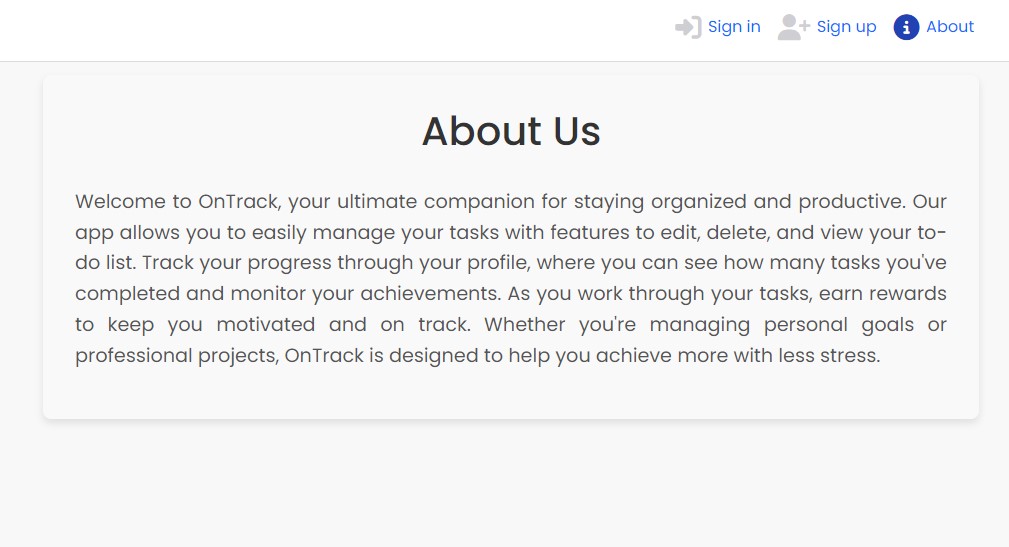 Sign in Sign up About
About Us
Welcome to OnTrack, your ultimate companion for staying organized and productive. Our
app allows you to easily manage your tasks with features to edit, delete, and view your to-
do list. Track your progress through your profile, where you can see how many tasks you've
completed and monitor your achievements. As you work through your tasks, earn rewards
to keep you motivated and on track. Whether you're managing personal goals or
professional projects, OnTrack is designed to help you achieve more with less stress.